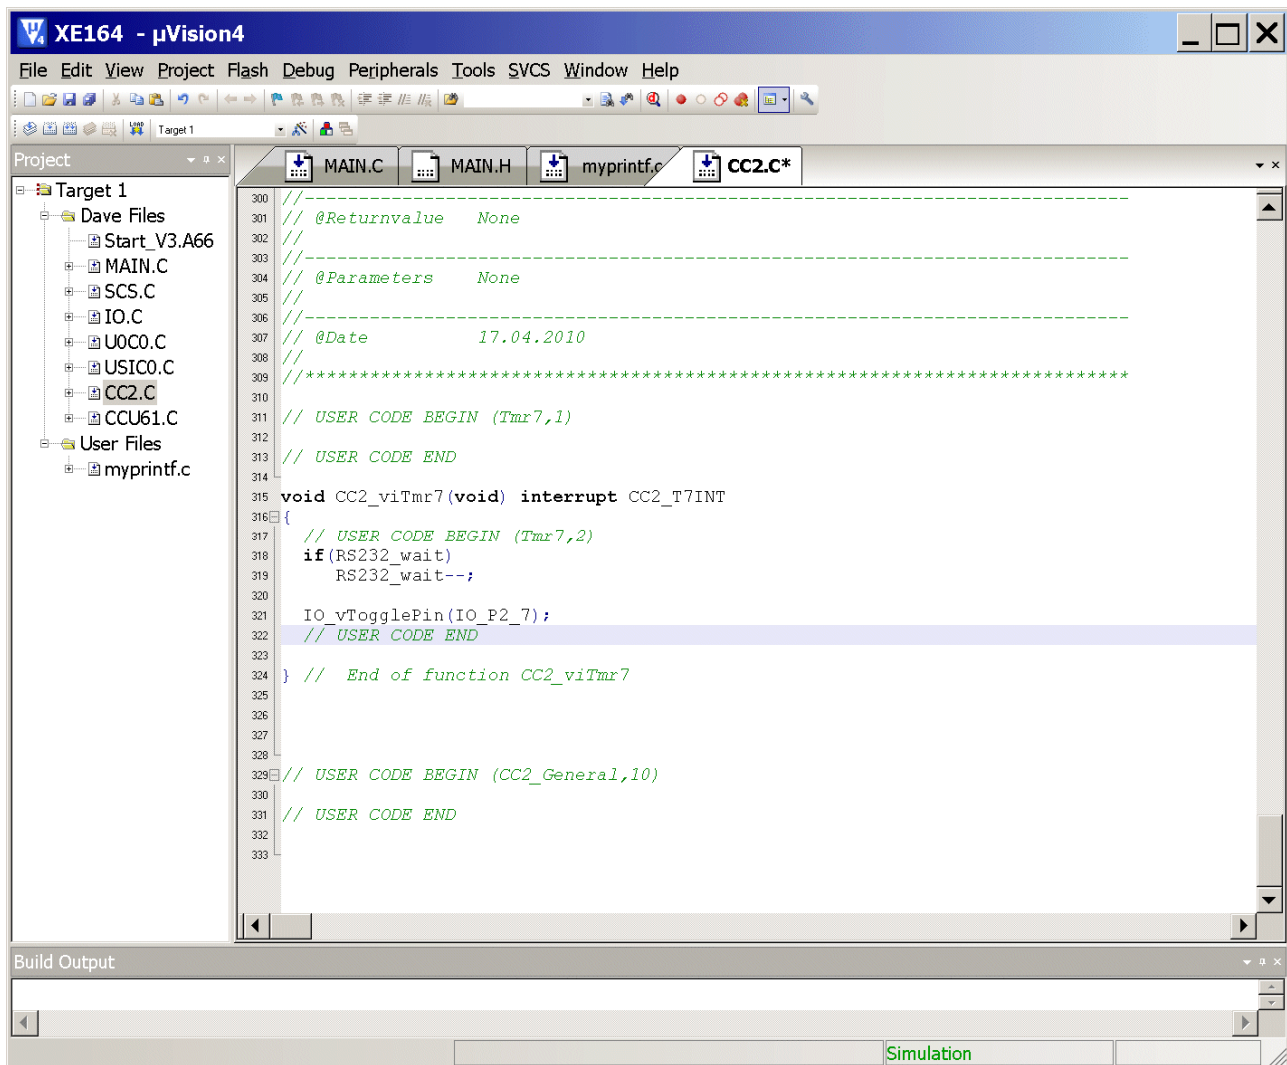 XE164 - µVision4
File Edit View Project Flash Debug Peripherals Tools SVCS Window Help
Target 1
Project
MAIN.C MAIN.H myprintf.c CC2.C*
Target 1
Dave Files
Start_V3.A66
MAIN.C
SCS.C
IO.C
U0C0.C
USIC0.C
CC2.C
CCU61.C
User Files
myprintf.c
300 //----------------------------------------------------------------------------
301 // @Returnvalue   None
302 //
303 //----------------------------------------------------------------------------
304 // @Parameters    None
305 //
306 //----------------------------------------------------------------------------
307 // @Date          17.04.2010
308 //
309 //****************************************************************************
310
311 // USER CODE BEGIN (Tmr7,1)
312
313 // USER CODE END
314
315 void CC2_viTmr7(void) interrupt CC2_T7INT
316 {
317   // USER CODE BEGIN (Tmr7,2)
318   if(RS232_wait)
319      RS232_wait--;
320
321   IO_vTogglePin(IO_P2_7);
322   // USER CODE END
323
324 } //  End of function CC2_viTmr7
325
326
327
328
329 // USER CODE BEGIN (CC2_General,10)
330
331 // USER CODE END
332
333
Build Output
Simulation